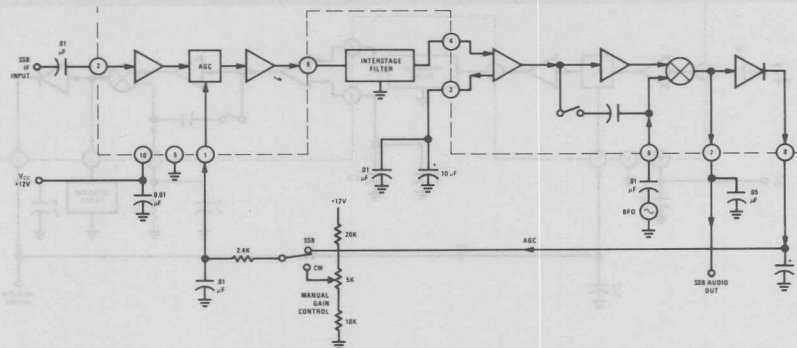 .01
μF
SSB
IF
INPUT
2
AGC
9
INTERSTAGE
FILTER
4
3
10
5
1
6
7
8
VCC
+12V
0.01
μF
.01
μF
10 μF
.01
μF
BFO
.05
μF
+12V
20K
2.4K
SSB
CW
5K
MANUAL
GAIN
CONTROL
10K
AGC
.01
μF
SSB AUDIO
OUT